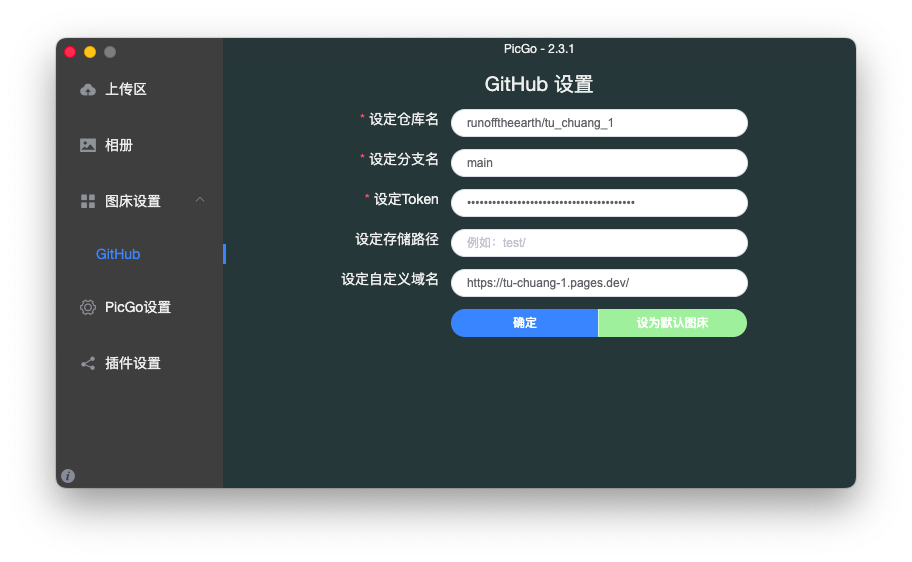 PicGo - 2.3.1
上传区
相册
图床设置
GitHub
PicGo设置
插件设置
GitHub 设置
* 设定仓库名
runofftheearth/tu_chuang_1
* 设定分支名
main
* 设定Token
••••••••••••••••••••••••••••••••••••••••
设定存储路径
例如：test/
设定自定义域名
https://tu-chuang-1.pages.dev/
确定
设为默认图床